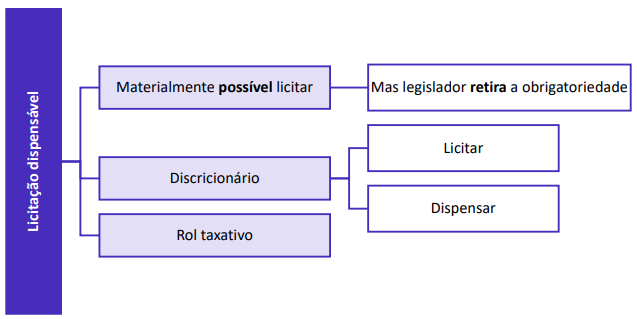 Licitação dispensável
Materialmente possível licitar
Mas legislador retira a obrigatoriedade
Discricionário
Licitar
Dispensar
Rol taxativo